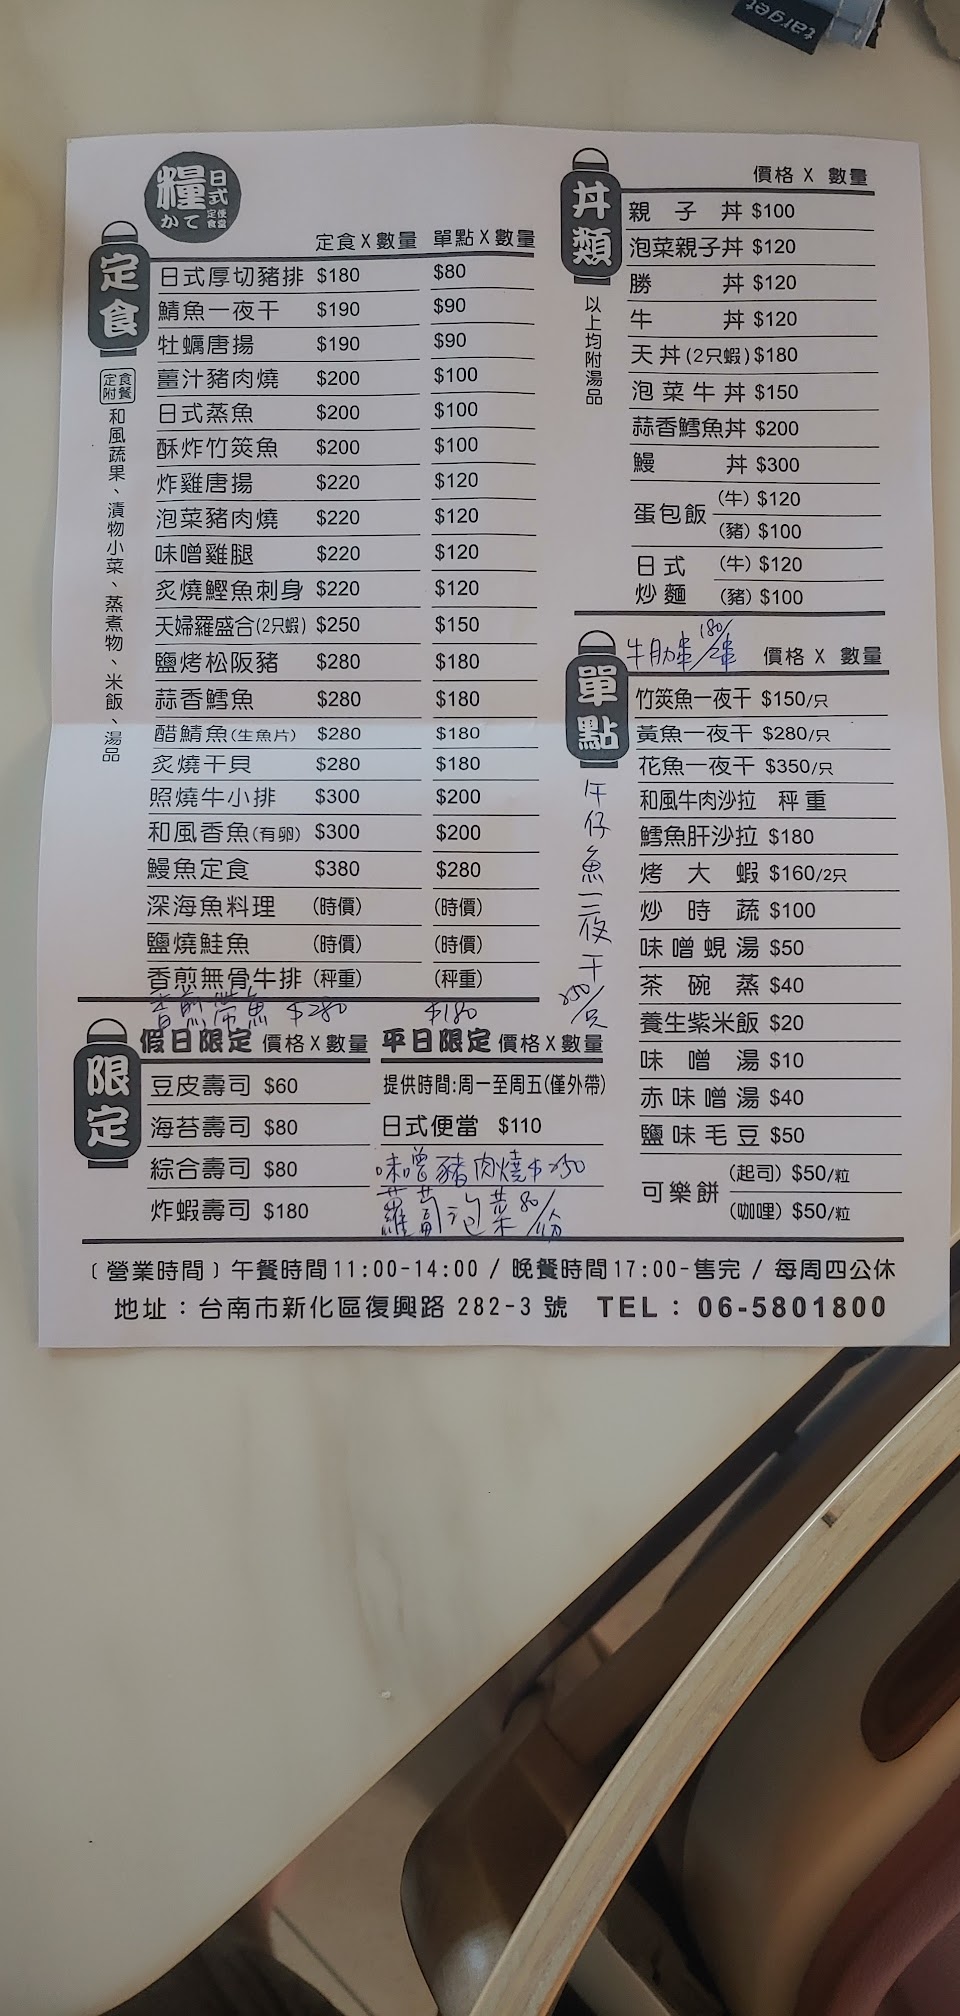 target
糧 日式
かて 定食 便當
定食X數量 單點X數量
定食
定食附餐 和風蔬果、漬物小菜、蒸煮物、米飯、湯品
日式厚切豬排 $180 $80
鯖魚一夜干 $190 $90
牡蠣唐揚 $190 $90
薑汁豬肉燒 $200 $100
日式蒸魚 $200 $100
酥炸竹筴魚 $200 $100
炸雞唐揚 $220 $120
泡菜豬肉燒 $220 $120
味噌雞腿 $220 $120
炙燒鰹魚刺身 $220 $120
天婦羅盛合(2只蝦) $250 $150
鹽烤松阪豬 $280 $180
蒜香鱈魚 $280 $180
醋鯖魚(生魚片) $280 $180
炙燒干貝 $280 $180
照燒牛小排 $300 $200
和風香魚(有卵) $300 $200
鰻魚定食 $380 $280
深海魚料理 (時價) (時價)
鹽燒鮭魚 (時價) (時價)
香煎無骨牛排 (秤重) (秤重)
香煎帶魚 $280 $180
丼類
以上均附湯品
價格 X 數量
親子丼 $100
泡菜親子丼 $120
勝丼 $120
牛丼 $120
天丼(2只蝦) $180
泡菜牛丼 $150
蒜香鱈魚丼 $200
鰻丼 $300
蛋包飯 (牛) $120
(豬) $100
日式炒麵 (牛) $120
(豬) $100
單點
牛肋串 180/2串
價格 X 數量
午仔魚一夜干 250/只
竹筴魚一夜干 $150/只
黃魚一夜干 $280/只
花魚一夜干 $350/只
和風牛肉沙拉 秤重
鱈魚肝沙拉 $180
烤大蝦 $160/2只
炒時蔬 $100
味噌蜆湯 $50
茶碗蒸 $40
養生紫米飯 $20
味噌湯 $10
赤味噌湯 $40
鹽味毛豆 $50
可樂餅 (起司) $50/粒
(咖哩) $50/粒
限定
假日限定 價格X數量
豆皮壽司 $60
海苔壽司 $80
綜合壽司 $80
炸蝦壽司 $180
平日限定 價格X數量
提供時間:周一至周五(僅外帶)
日式便當 $110
味噌豬肉燒$250
蘿蔔泡菜 80/份
〔營業時間〕午餐時間11:00-14:00 / 晚餐時間17:00-售完 / 每周四公休
地址：台南市新化區復興路 282-3 號 TEL：06-5801800